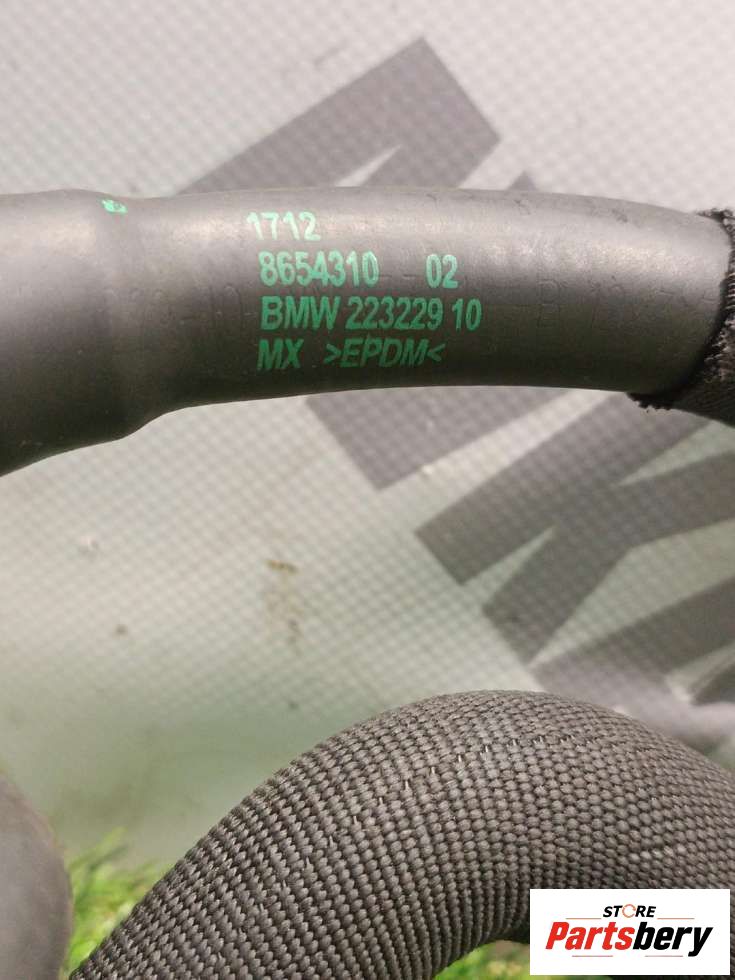 1712
8654310 02
BMW 223229 10
MX >EPDM<
STORE
Partsbery